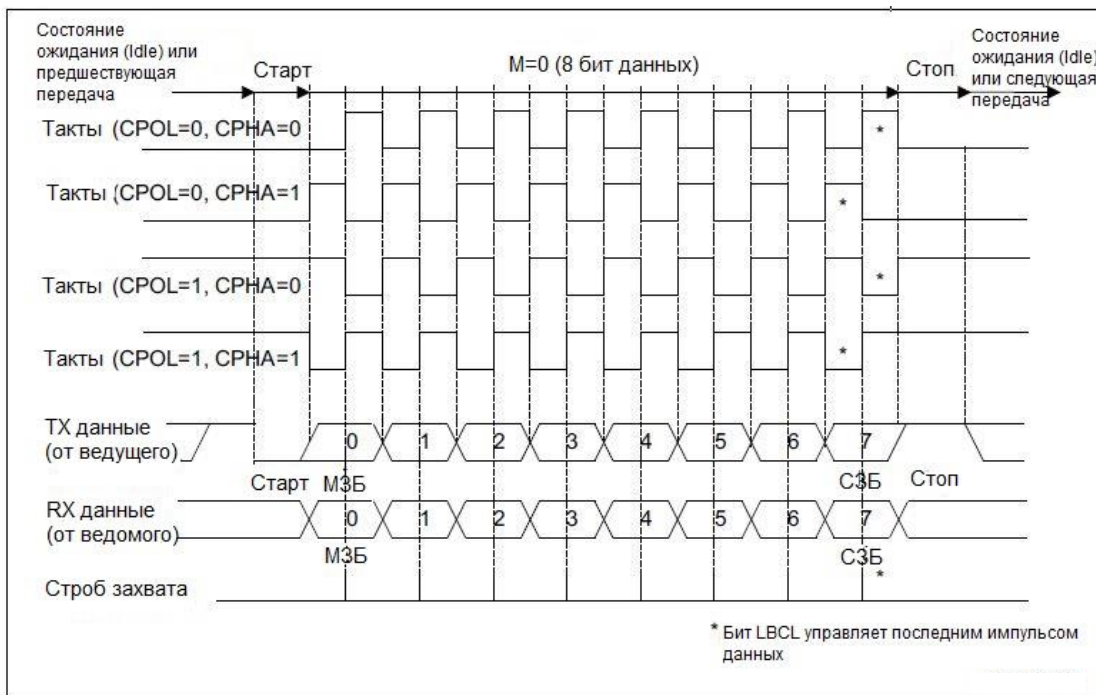 Состояние
ожидания (Idle) или
предшествующая
передача
Старт
M=0 (8 бит данных)
Стоп
Состояние
ожидания (Idle)
или следующая
передача
Такты (CPOL=0, CPHA=0
*
Такты (CPOL=0, CPHA=1
*
Такты (CPOL=1, CPHA=0
*
Такты (CPOL=1, CPHA=1
*
TX данные
(от ведущего)
0 1 2 3 4 5 6 7
Старт МЗБ СЗБ Стоп
RX данные
(от ведомого)
0 1 2 3 4 5 6 7
МЗБ СЗБ
*
Строб захвата
* Бит LBCL управляет последним импульсом
данных